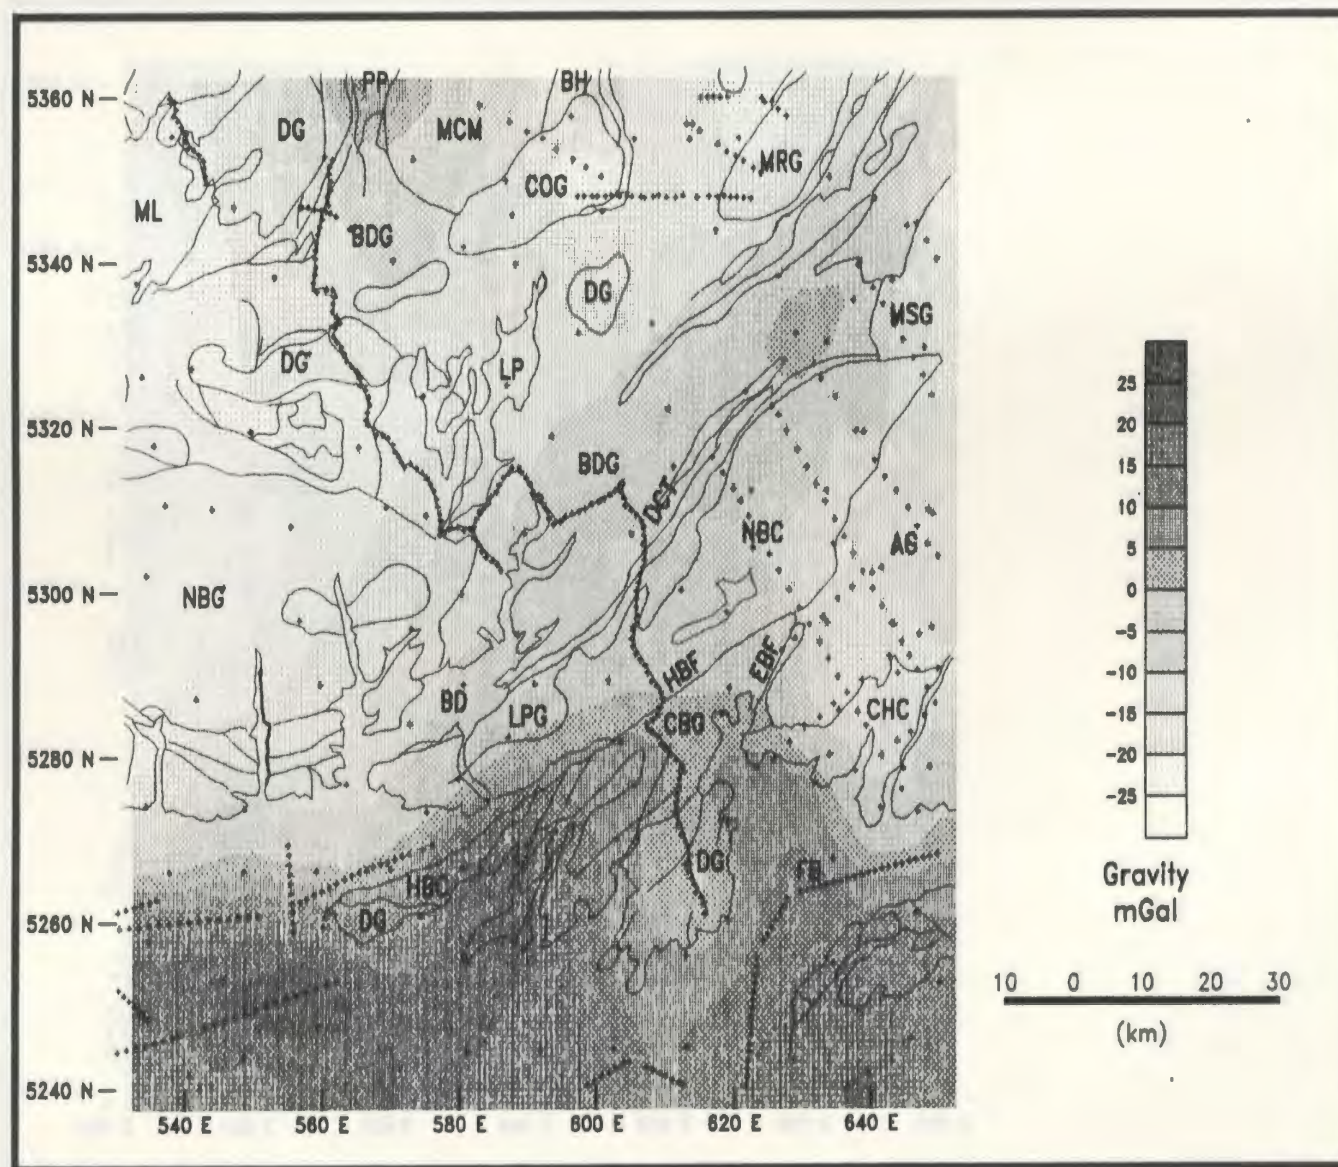 5360 N
PP
BH
DG
MCM
MRG
COG
ML
BDG
5340 N
DG
MSG
DG
LP
5320 N
BDG
DCT
NBC
AG
5300 N
NBG
HBF
EBF
BD
LPG
CBG
CHC
5280 N
DG
FB
HBC
DG
5260 N
5240 N
540 E 560 E 580 E 600 E 620 E 640 E
25
20
15
10
5
0
-5
-10
-15
-20
-25
Gravity
mGal
10 0 10 20 30
(km)